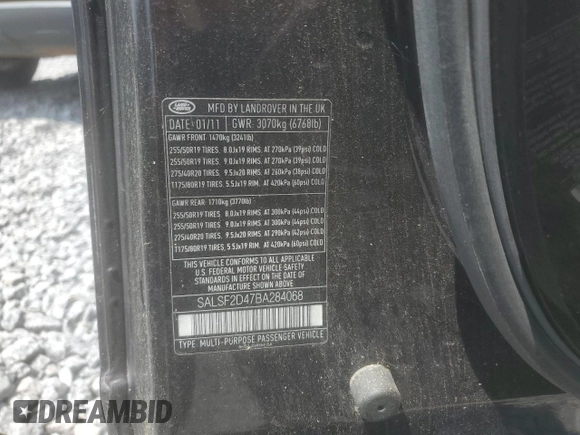 LAND ROVER
MFD BY LANDROVER IN THE UK
DATE: 01/11 GWR: 3070kg (6768lb)
GAWR FRONT: 1470kg (3241lb)
255/50R19 TIRES. 8.0Jx19 RIMS. AT 270kPa (39psi) COLD
255/50R19 TIRES. 9.0Jx19 RIMS. AT 270kPa (39psi) COLD
275/40R20 TIRES. 9.5Jx20 RIMS. AT 260kPa (38psi) COLD
T175/80R19 TIRES. 5.5Jx19 RIM. AT 420kPa (60psi) COLD
GAWR REAR: 1710kg (3770lb)
255/50R19 TIRES. 8.0Jx19 RIMS. AT 300kPa (44psi) COLD
255/50R19 TIRES. 9.0Jx19 RIMS. AT 300kPa (44psi) COLD
275/40R20 TIRES. 9.5Jx20 RIMS. AT 290kPa (42psi) COLD
T175/80R19 TIRES. 5.5Jx19 RIM. AT 420kPa (60psi) COLD
THIS VEHICLE CONFORMS TO ALL APPLICABLE
U.S. FEDERAL MOTOR VEHICLE SAFETY
STANDARDS IN EFFECT ON THE DATE OF
MANUFACTURE SHOWN ABOVE.
SALSF2D47BA284068
TYPE: MULTI-PURPOSE PASSENGER VEHICLE
DREAMBID